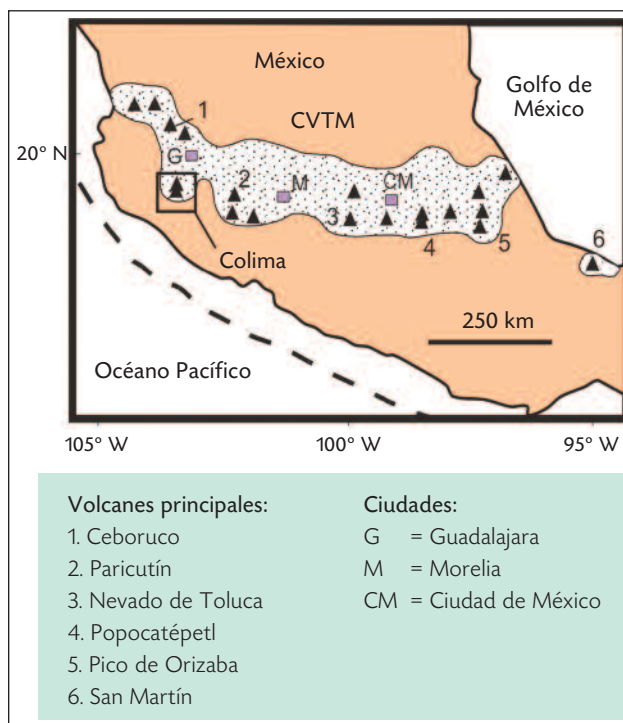 México
Golfo de
México
CVTM
1
20° N
G
2
M
CM
3
4
5
6
Colima
250 km
Océano Pacífico
105° W
100° W
95° W
Volcanes principales:
1. Ceboruco
2. Paricutín
3. Nevado de Toluca
4. Popocatépetl
5. Pico de Orizaba
6. San Martín
Ciudades:
G = Guadalajara
M = Morelia
CM = Ciudad de México